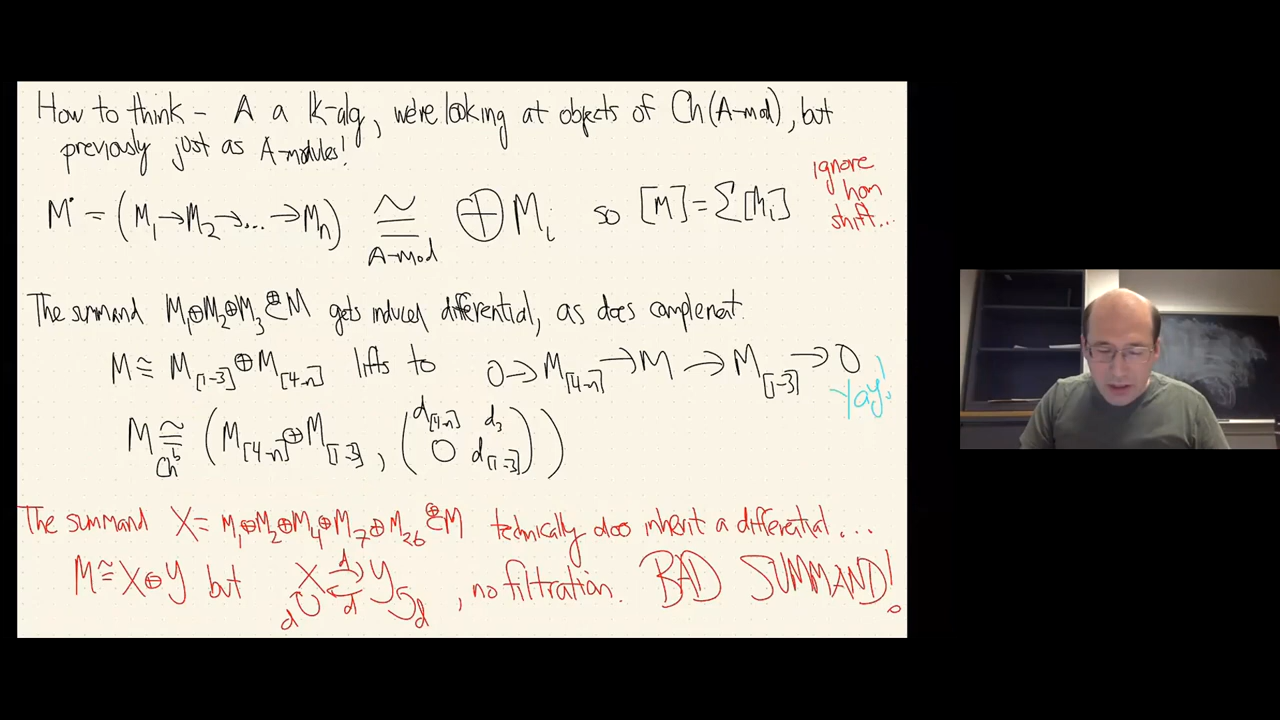 How to think - A a lk-alg, we're looking at objects of Ch(A-mod), but
previously just as A-modules!
M• = (M₁→M₂→...→Mₙ) ≅ A-mod ⊕Mᵢ so [M]=Σ[Mᵢ]
ignore
hom
shift...
The summand M₁⊕M₂⊕M₃ ⊕⊂ M gets induced differential, as does complement.
M ≅ M[1-3] ⊕ M[4-n] lifts to 0→M[4-n]→M→M[1-3]→0
Yay!
M ≅ Chᵇ (M[4-n]⊕M[1-3], (d[4-n] d₃ 0 d[1-3]))
The summand X = M₁⊕M₂⊕M₄⊕M₇⊕M₂₆ ⊕⊂ M technically does inherit a differential...
M≅X⊕Y but X d d Y d d, no filtration. BAD SUMMAND!